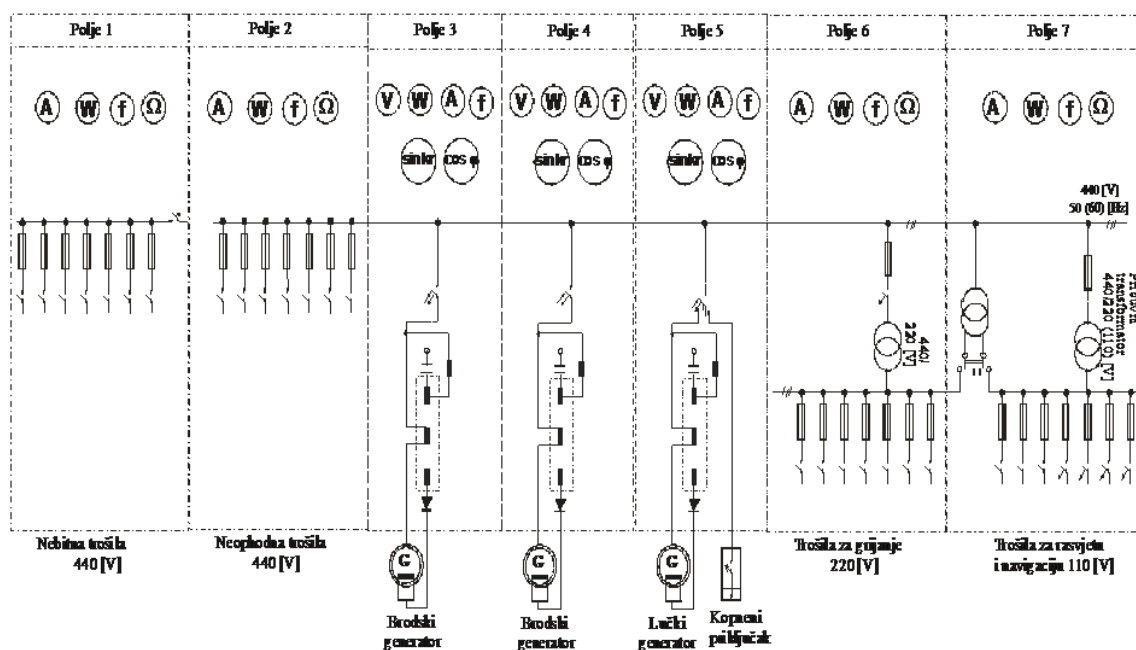 Polje 1
Polje 2
Polje 3
Polje 4
Polje 5
Polje 6
Polje 7
A W f Ω
A W f Ω
V W A f
V W A f
V W A f
A W f Ω
A W f Ω
sinkr cos φ
sinkr cos φ
sinkr cos φ
440 [V]
50 (60) [Hz]
440/
220 [V]
transformator
440/220 (110) [V]
Nebitna trošila
440 [V]
Neophodna trošila
440 [V]
G
G
G
Trošila za grijanje
220 [V]
Trošila za rasvjetu
i navigaciju 110 [V]
Brodski
generator
Brodski
generator
Lučki
generator
Kopneni
priključak